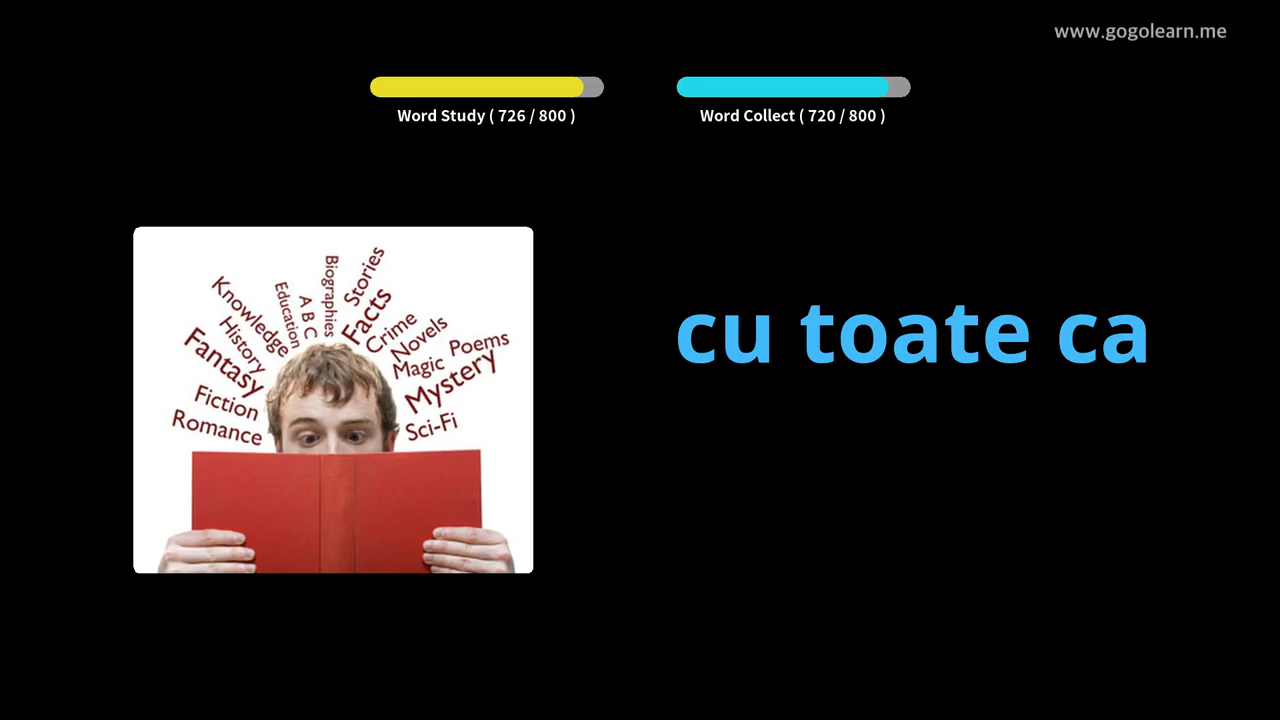 www.gogolearn.me
Word Study ( 726 / 800 )
Word Collect ( 720 / 800 )
Knowledge
Education
A B C
Biographies
Stories
Facts
History
Crime
Novels
Fantasy
Magic
Poems
Mystery
Fiction
Romance
Sci-Fi
cu toate ca